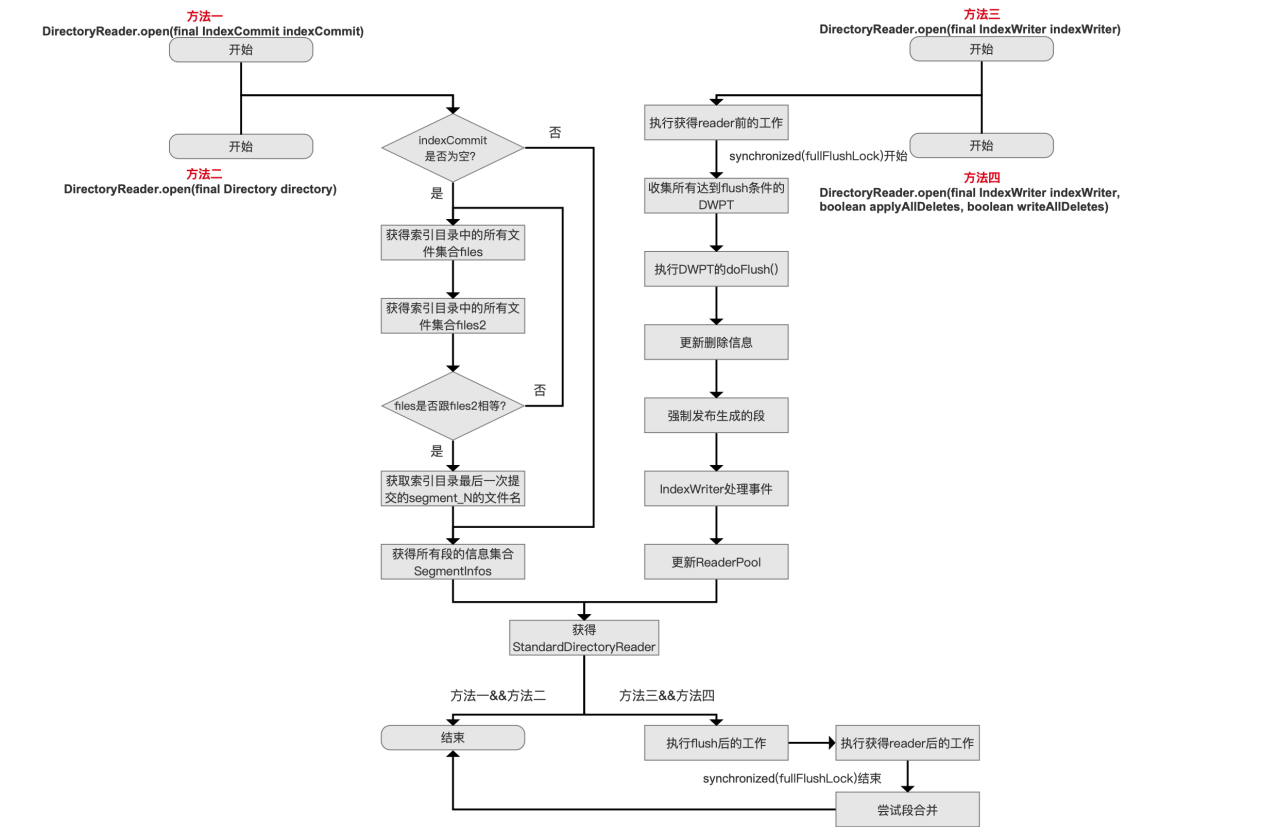 方法一
DirectoryReader.open(final IndexCommit indexCommit)
开始
开始
方法二
DirectoryReader.open(final Directory directory)
indexCommit
是否为空?
否
是
获得索引目录中的所有文
件集合files
获得索引目录中的所有文
件集合files2
files是否跟files2相等?
否
是
获取索引目录最后一次提
交的segment_N的文件名
获得所有段的信息集合
SegmentInfos
方法三
DirectoryReader.open(final IndexWriter indexWriter)
开始
开始
方法四
DirectoryReader.open(final IndexWriter indexWriter,
boolean applyAllDeletes, boolean writeAllDeletes)
执行获得reader前的工作
synchronized(fullFlushLock)开始
收集所有达到flush条件的
DWPT
执行DWPT的doFlush()
更新删除信息
强制发布生成的段
IndexWriter处理事件
更新ReaderPool
获得
StandardDirectoryReader
方法一&&方法二
方法三&&方法四
结束
执行flush后的工作
执行获得reader后的工作
synchronized(fullFlushLock)结束
尝试段合并